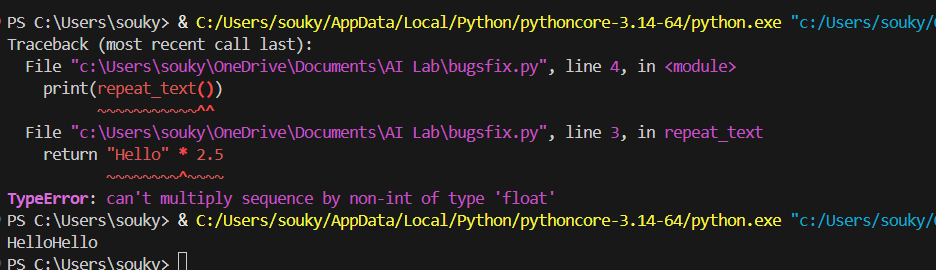 PS C:\Users\souky> & C:/Users/souky/AppData/Local/Python/pythoncore-3.14-64/python.exe "c:/Users/souky/
Traceback (most recent call last):
  File "c:\Users\souky\OneDrive\Documents\AI Lab\bugsfix.py", line 4, in <module>
    print(repeat_text())
          ~~~~~~~~~~~^^
  File "c:\Users\souky\OneDrive\Documents\AI Lab\bugsfix.py", line 3, in repeat_text
    return "Hello" * 2.5
           ~~~~~~~~^~~~~
TypeError: can't multiply sequence by non-int of type 'float'
PS C:\Users\souky> & C:/Users/souky/AppData/Local/Python/pythoncore-3.14-64/python.exe "c:/Users/souky/
HelloHello
PS C:\Users\souky>